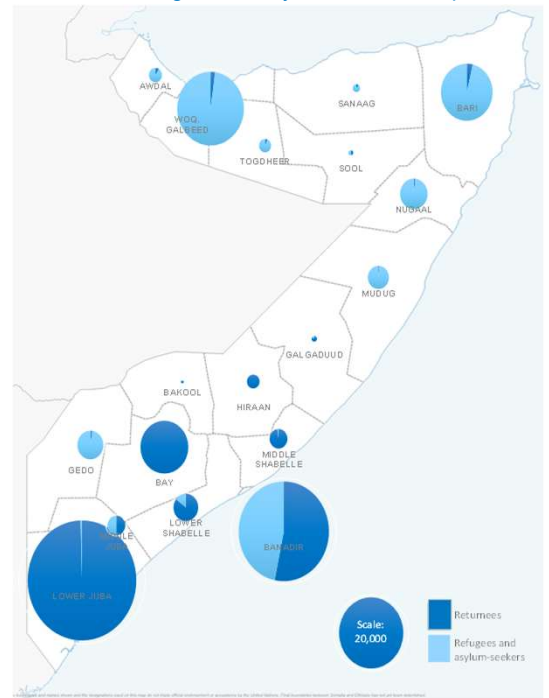 AWDAL
WOQ.
GALBEED
SANAAG
BARI
TOGDHEER
SOOL
NUGAAL
MUDUG
GALGADUUD
BAKOOL
HIRAAN
MIDDLE
SHABELLE
GEDO
BAY
LOWER
SHABELLE
BANADIR
LOWER JUBA
Scale:
20,000
Returnees
Refugees and
asylum-seekers